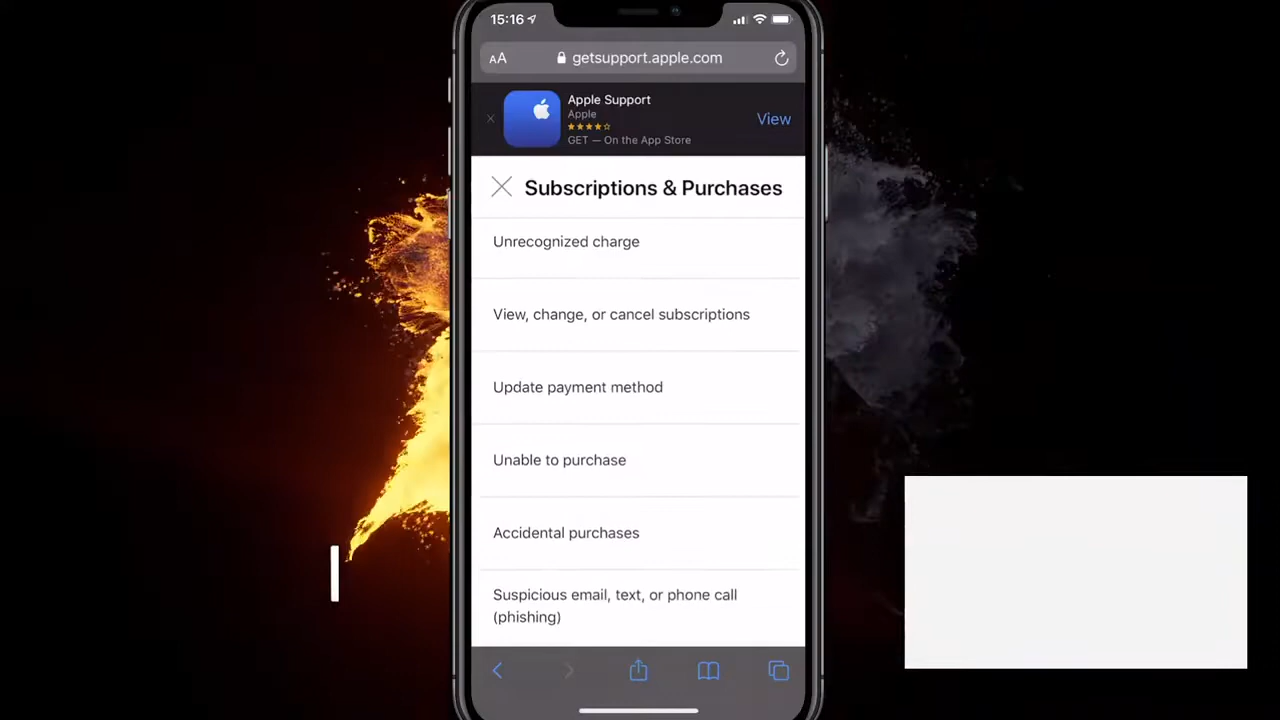 15:16
AA
getsupport.apple.com
Apple Support
Apple
GET — On the App Store
View
Subscriptions & Purchases
Unrecognized charge
View, change, or cancel subscriptions
Update payment method
Unable to purchase
Accidental purchases
Suspicious email, text, or phone call
(phishing)